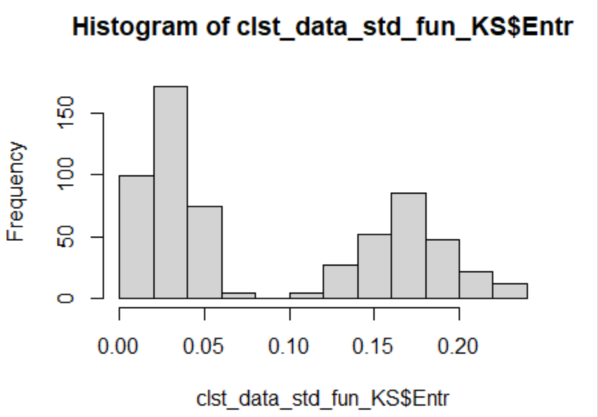 Histogram of clst_data_std_fun_KS$Entr
Frequency
150
100
50
0
0.00 0.05 0.10 0.15 0.20
clst_data_std_fun_KS$Entr